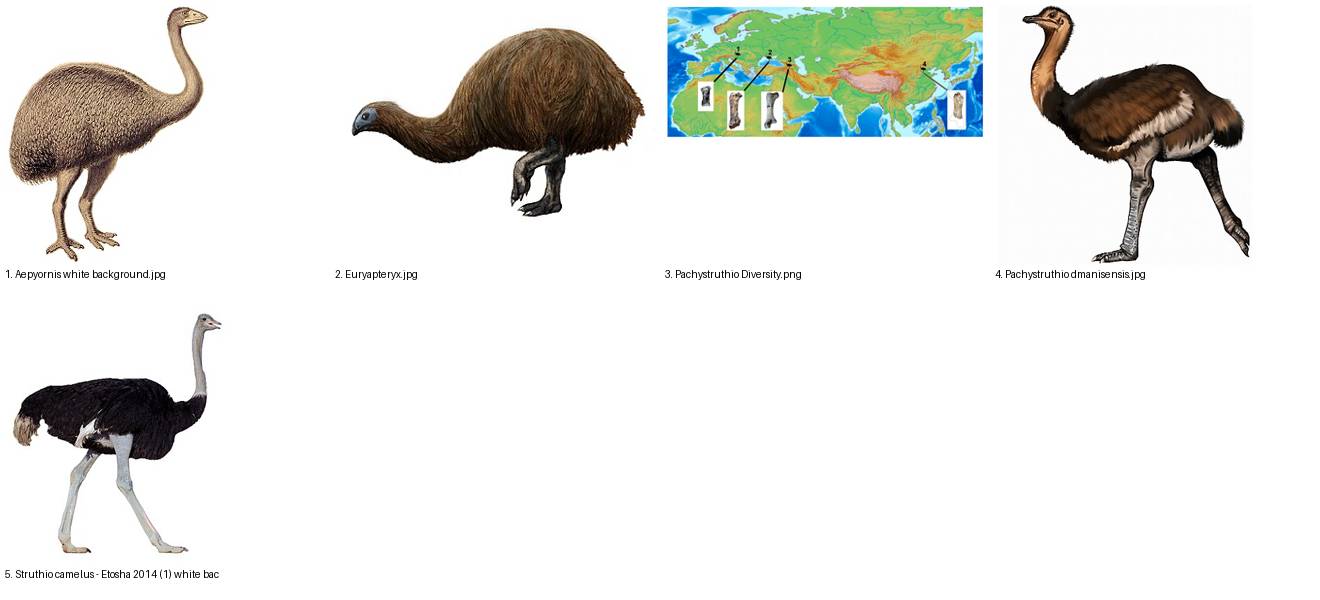 1
2
3
4
1. Aepyornis white background.jpg
2. Euryapteryx.jpg
3. Pachystruthio Diversity.png
4. Pachystruthio dmanisensis.jpg
5. Struthio camelus - Etosha 2014 (1) white bac